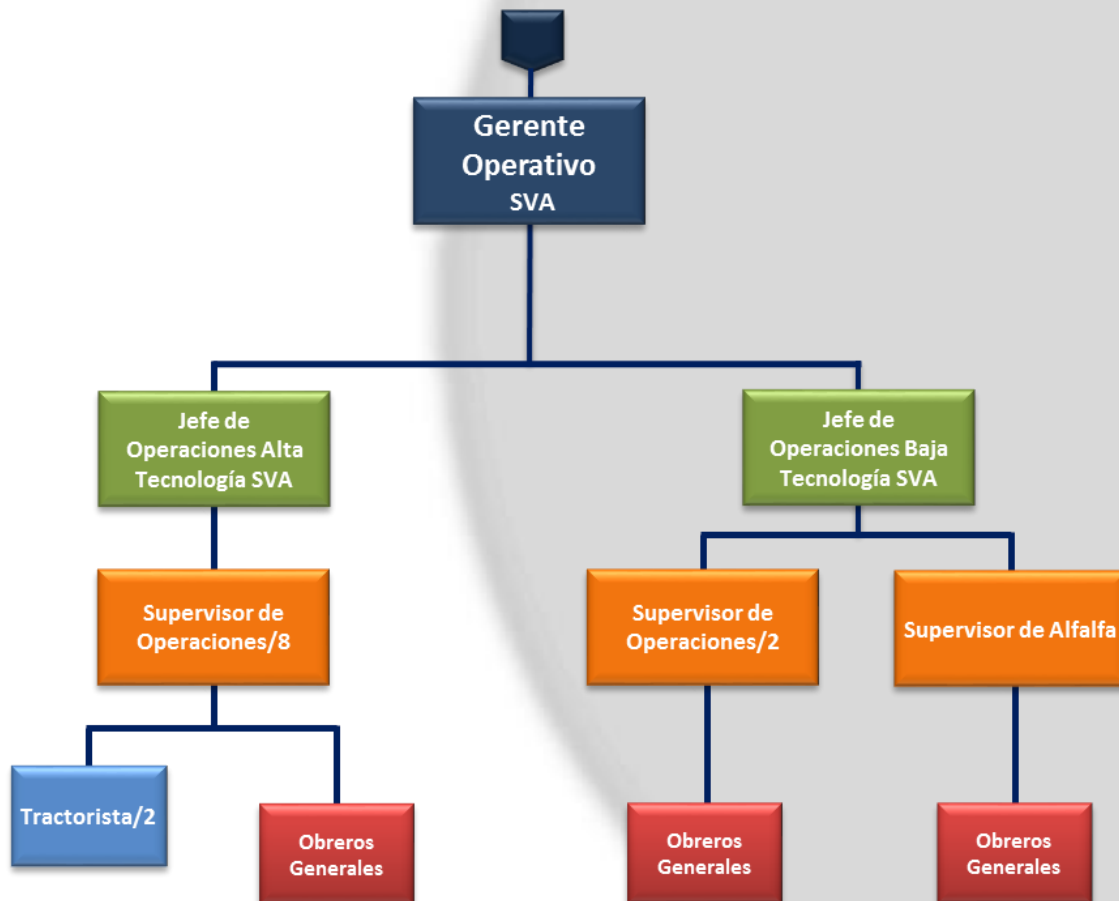 Gerente
Operativo
SVA
Jefe de
Operaciones Alta
Tecnología SVA
Jefe de
Operaciones Baja
Tecnología SVA
Supervisor de
Operaciones/8
Supervisor de
Operaciones/2
Supervisor de Alfalfa
Tractorista/2
Obreros
Generales
Obreros
Generales
Obreros
Generales